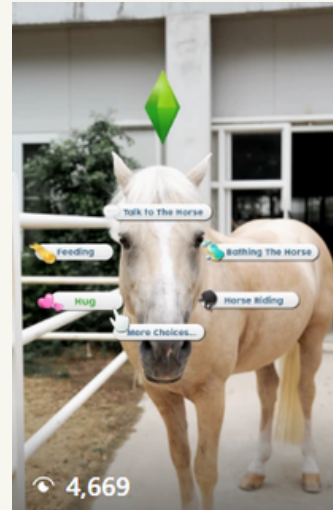 Talk to The Horse
Feeding
Bathing The Horse
Hug
Horse Riding
More Choices...
4,669